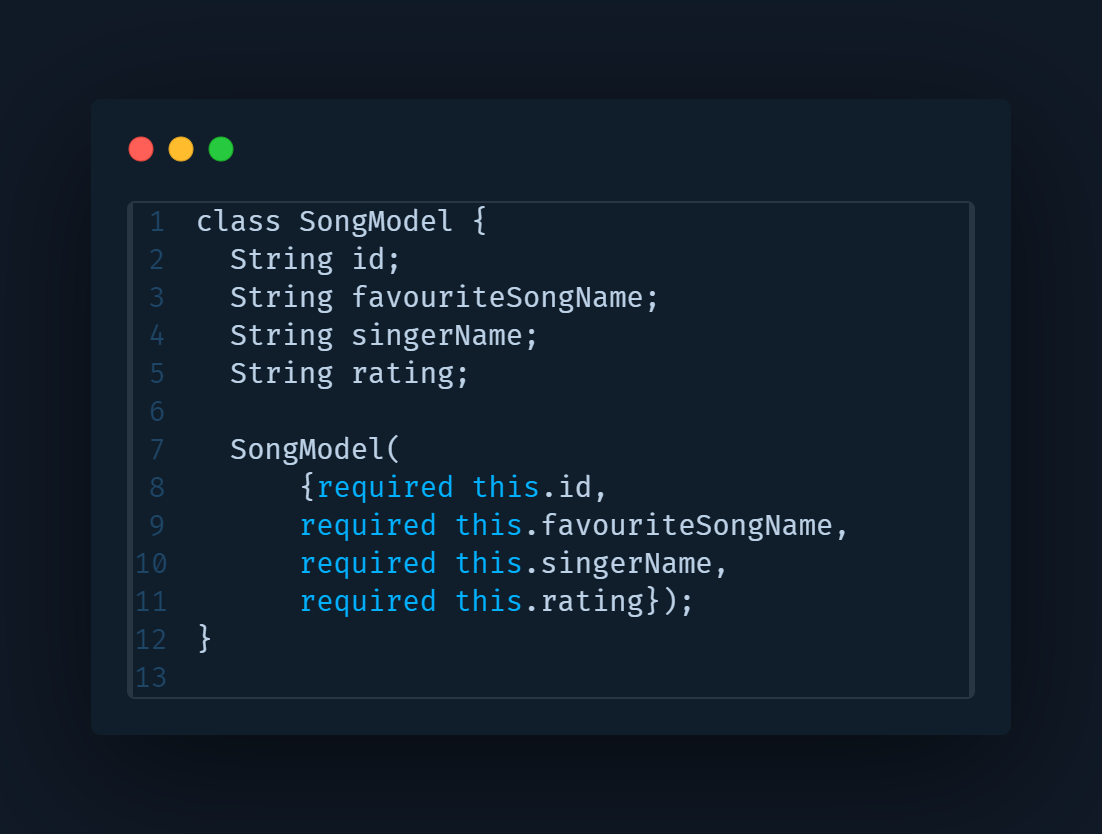 1 class SongModel {
2   String id;
3   String favouriteSongName;
4   String singerName;
5   String rating;
6
7   SongModel(
8       {required this.id,
9       required this.favouriteSongName,
10       required this.singerName,
11       required this.rating});
12 }
13